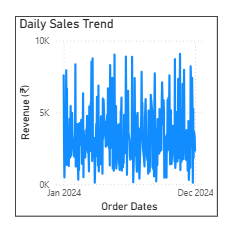 Daily Sales Trend
10K
5K
0K
Revenue (₹)
Jan 2024
Dec 2024
Order Dates